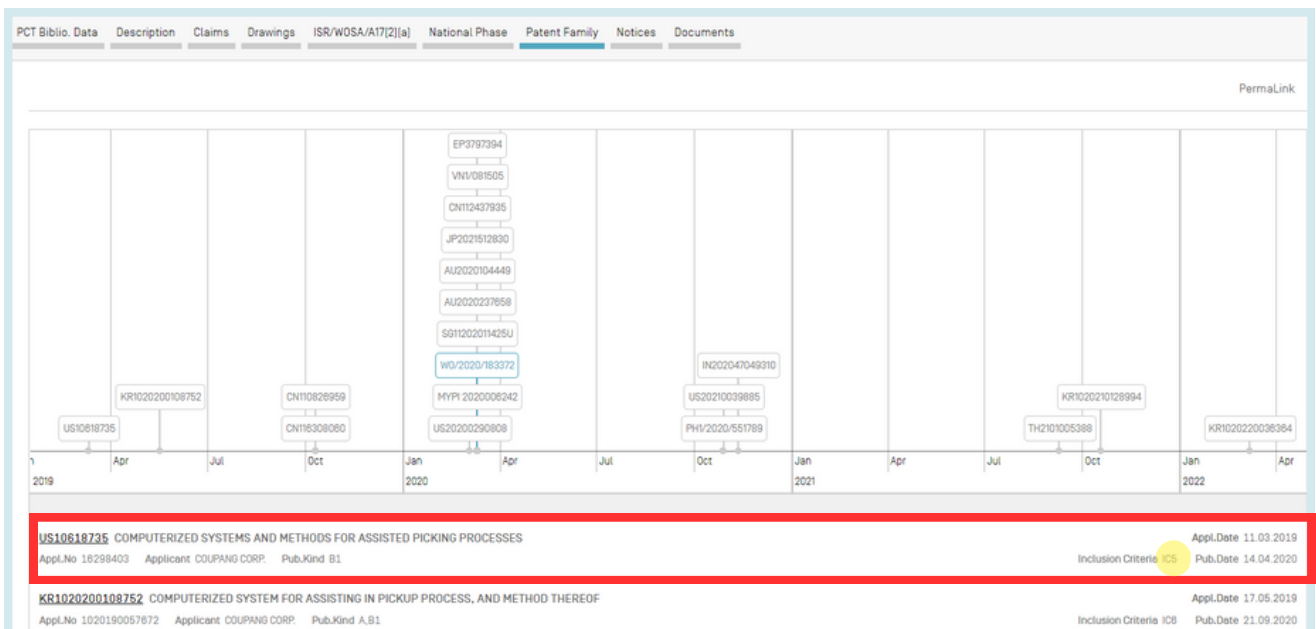 PCT Biblio. Data Description Claims Drawings ISR/WOSA/A17[2][a] National Phase Patent Family Notices Documents
PermaLink
EP3797394
VN1/081505
CN112437935
JP2021512830
AU2020104449
AU2020237658
SG11202011425U
WO/2020/183372 IN202047049310
KR1020200108752 CN110826959 MYPI 2020006242 US20210039885 KR1020210128994
US10618735 CN116308060 US20200290808 PH1/2020/551789 TH2101005388 KR1020220036364
n Apr Jul Oct Jan Apr Jul Oct Jan Apr Jul Oct Jan Apr
2019 2020 2021 2022
US10618735 COMPUTERIZED SYSTEMS AND METHODS FOR ASSISTED PICKING PROCESSES Appl.Date 11.03.2019
Appl.No 16298403 Applicant COUPANG CORP. Pub.Kind B1 Inclusion Criteria IC5 Pub.Date 14.04.2020
KR1020200108752 COMPUTERIZED SYSTEM FOR ASSISTING IN PICKUP PROCESS, AND METHOD THEREOF Appl.Date 17.05.2019
Appl.No 1020190057672 Applicant COUPANG CORP. Pub.Kind A,B1 Inclusion Criteria IC6 Pub.Date 21.09.2020